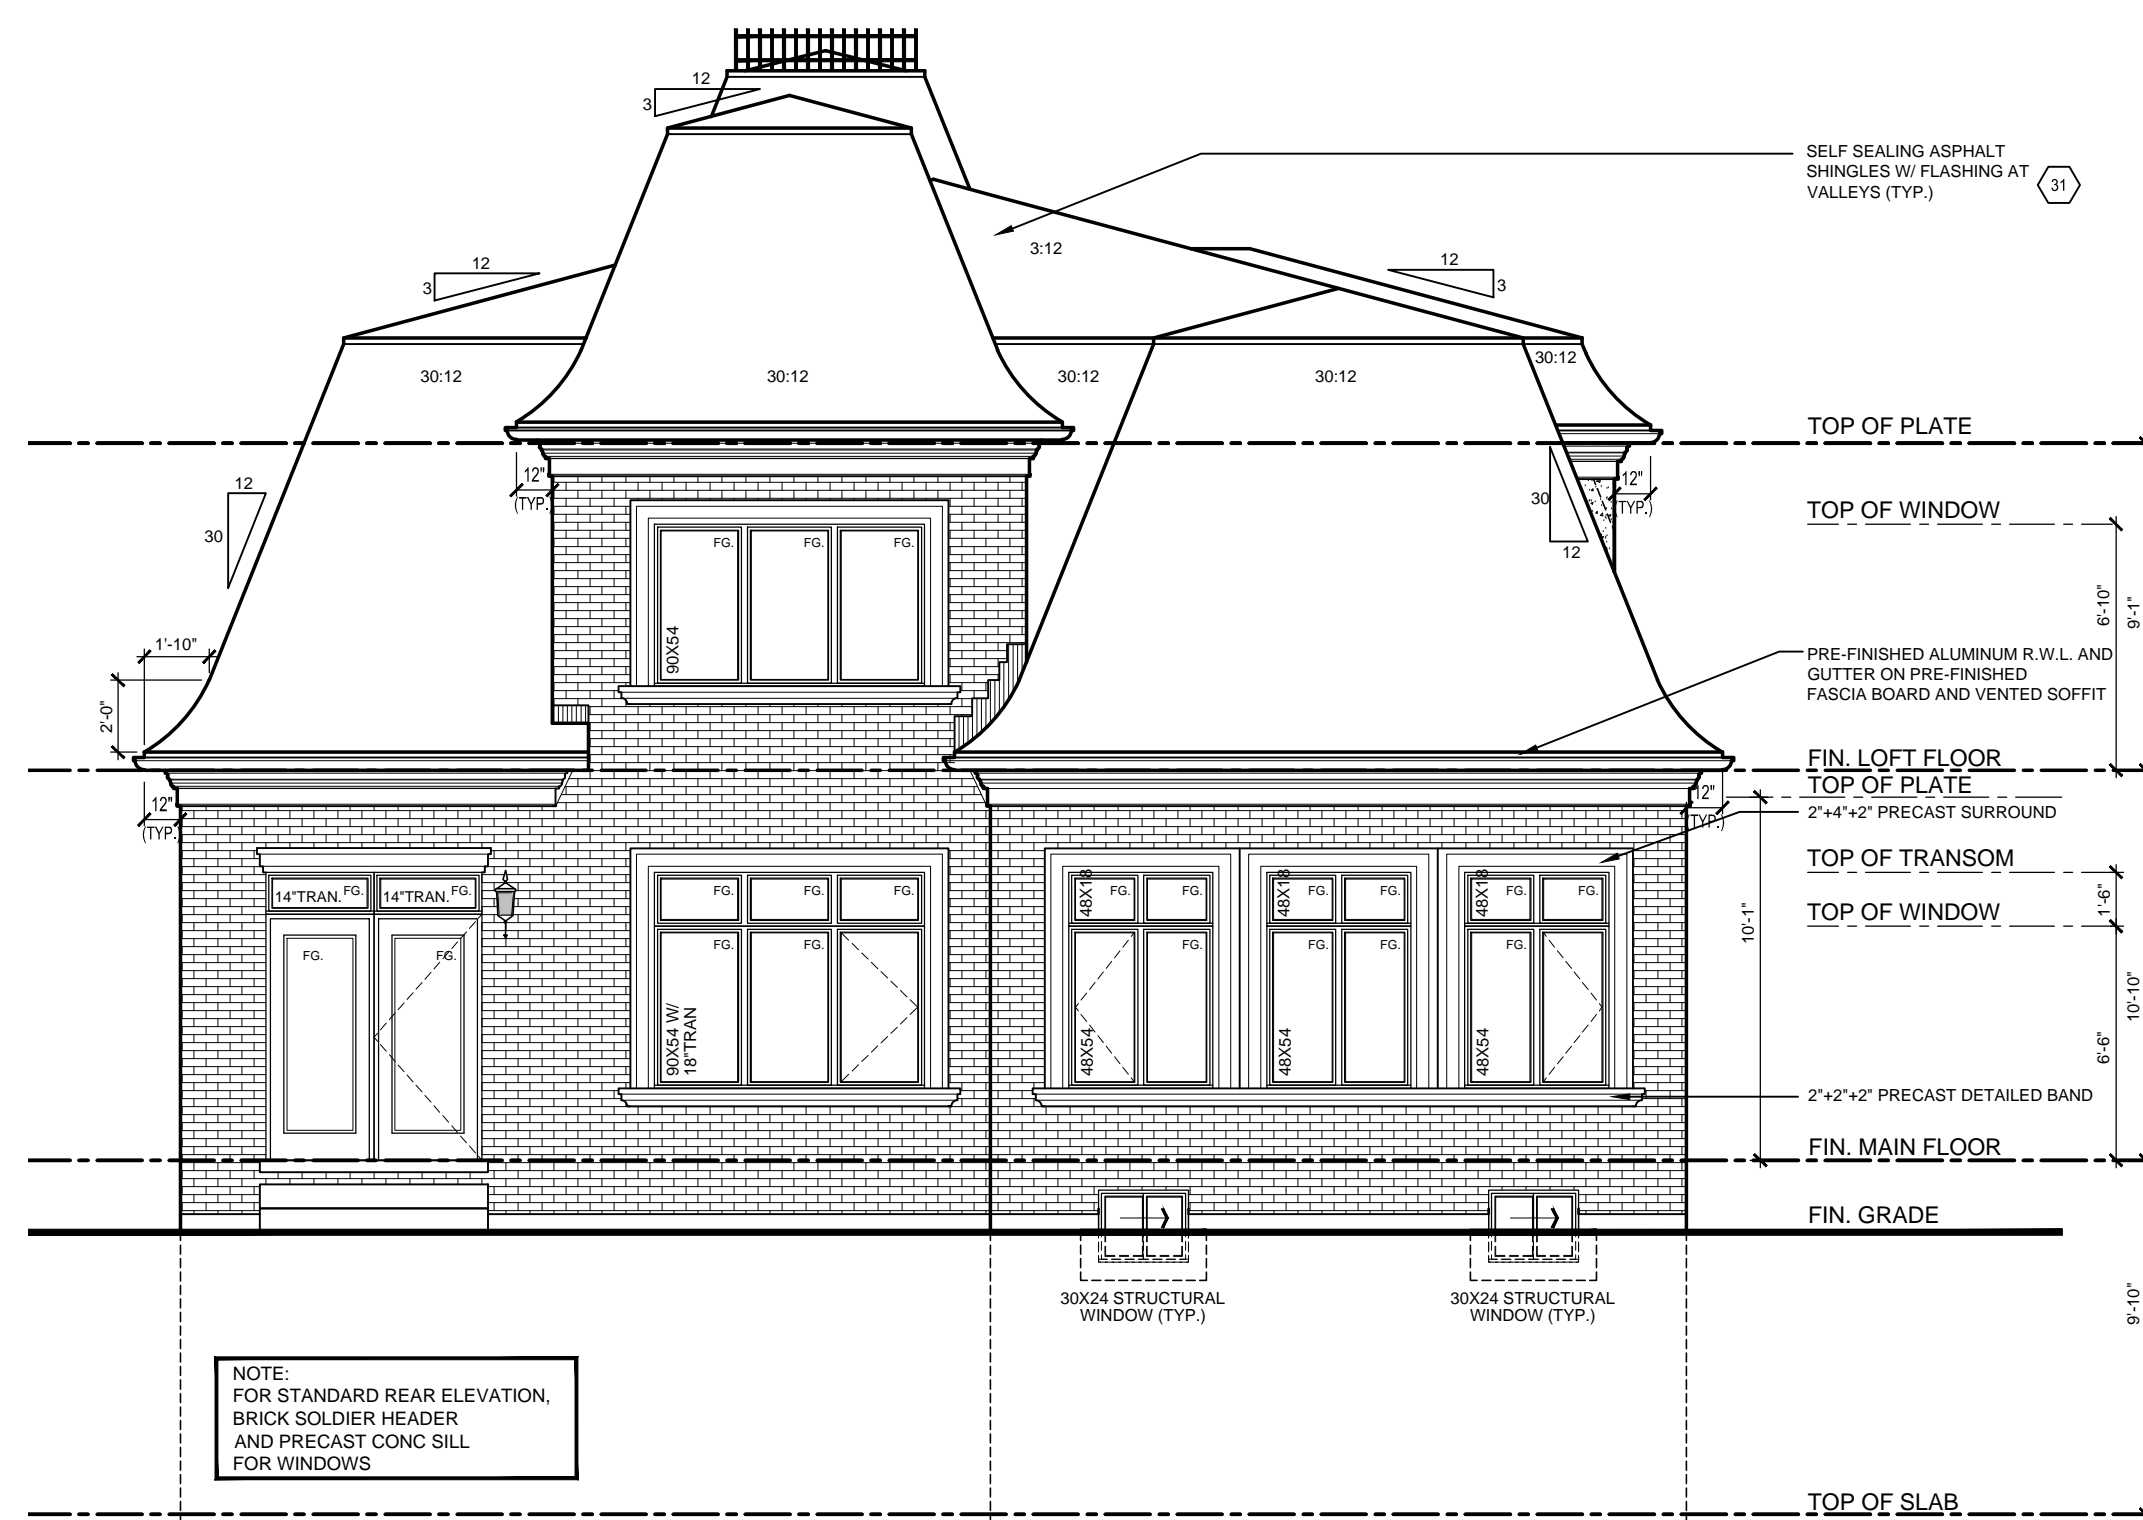 12
3
SELF SEALING ASPHALT
SHINGLES W/ FLASHING AT
VALLEYS (TYP.)
31
3:12
12
3
12
3
30:12
30:12
30:12
30:12
30:12
TOP OF PLATE
12"
(TYP.
12"
(TYP.)
12
30
30
12
TOP OF WINDOW
FG.
FG.
FG.
90X54
6'-10"
9'-1"
1'-10"
2'-0"
PRE-FINISHED ALUMINUM R.W.L. AND
GUTTER ON PRE-FINISHED
FASCIA BOARD AND VENTED SOFFIT
FIN. LOFT FLOOR
TOP OF PLATE
12"
(TYP.)
12"
(TYP.)
2"+4"+2" PRECAST SURROUND
TOP OF TRANSOM
14"TRAN.
FG.
14"TRAN.
FG.
FG.
FG.
FG.
48X18
FG.
FG.
48X18
FG.
FG.
48X18
FG.
FG.
1'-6"
TOP OF WINDOW
10'-1"
FG.
FG.
FG.
FG.
FG.
FG.
FG.
FG.
90X54 W/
18"TRAN
48X54
48X54
48X54
6'-6"
10'-10"
2"+2"+2" PRECAST DETAILED BAND
FIN. MAIN FLOOR
FIN. GRADE
30X24 STRUCTURAL
WINDOW (TYP.)
30X24 STRUCTURAL
WINDOW (TYP.)
9'-10"
NOTE:
FOR STANDARD REAR ELEVATION,
BRICK SOLDIER HEADER
AND PRECAST CONC SILL
FOR WINDOWS
TOP OF SLAB